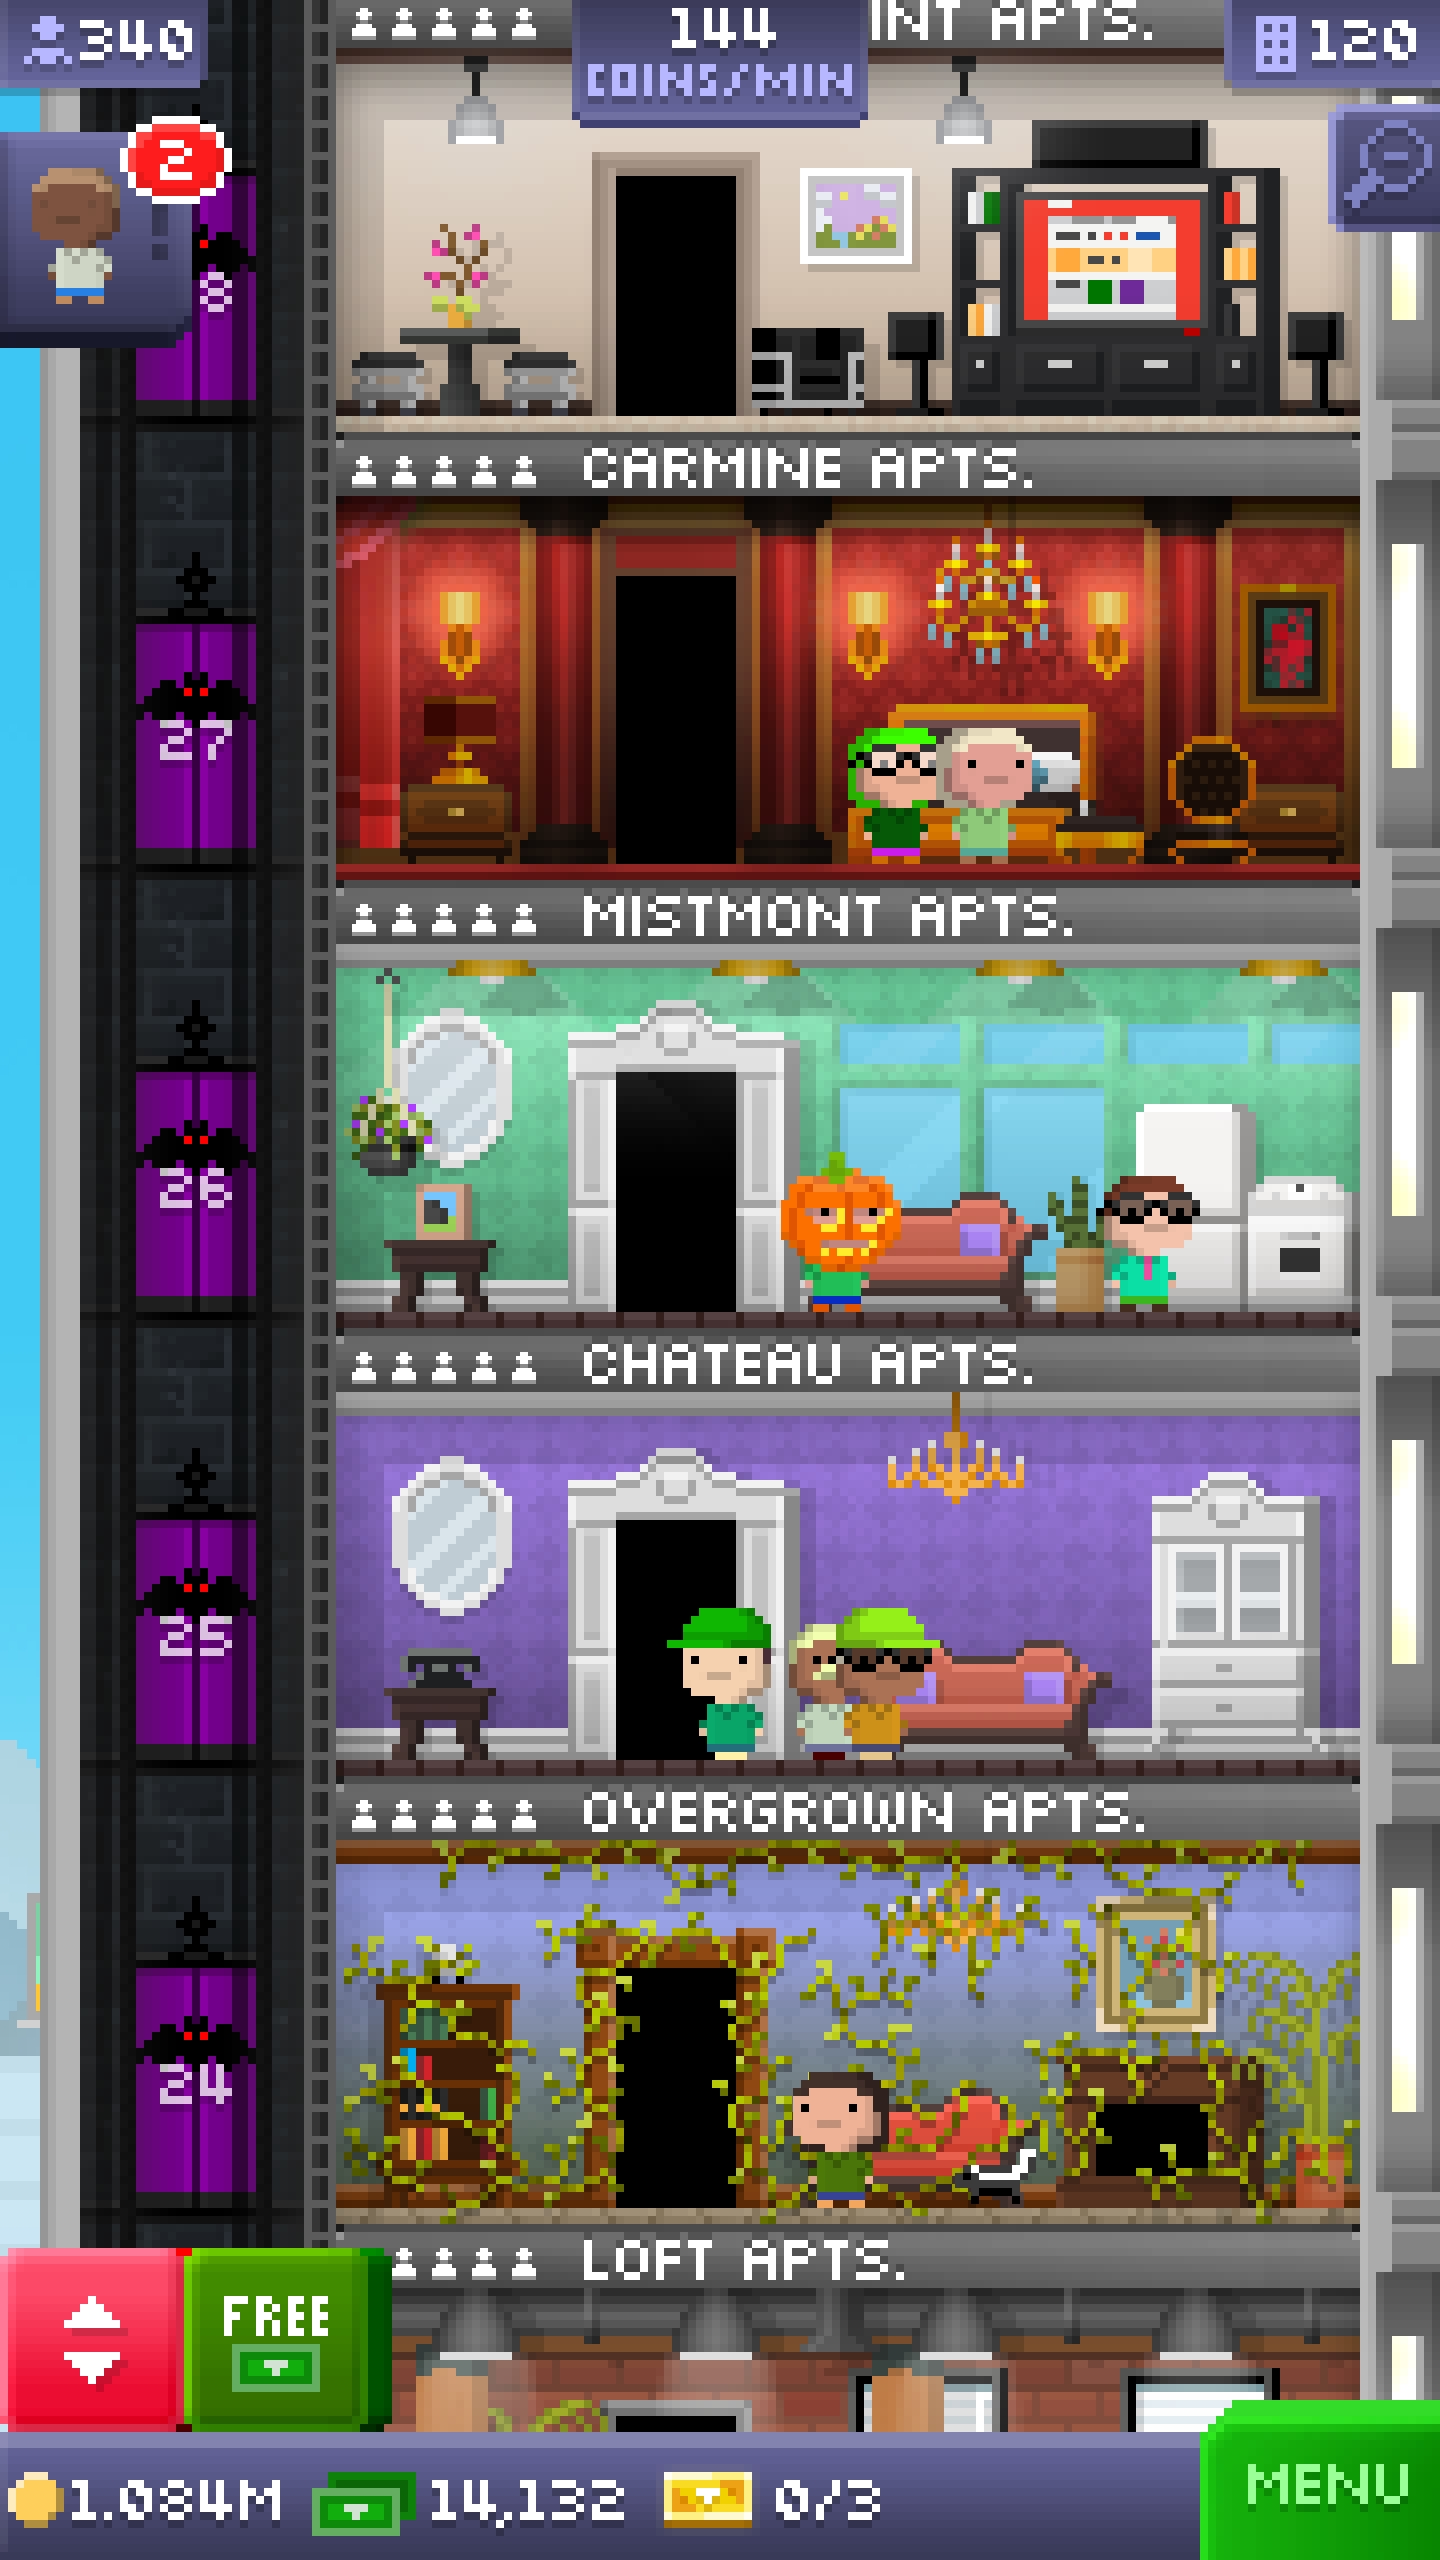 340
144
COINS/MIN
INT APTS.
120
2
8
CARMINE APTS.
27
MISTMONT APTS.
26
CHATEAU APTS.
25
OVERGROWN APTS.
24
LOFT APTS.
FREE
1.084M
14,132
0/3
MENU